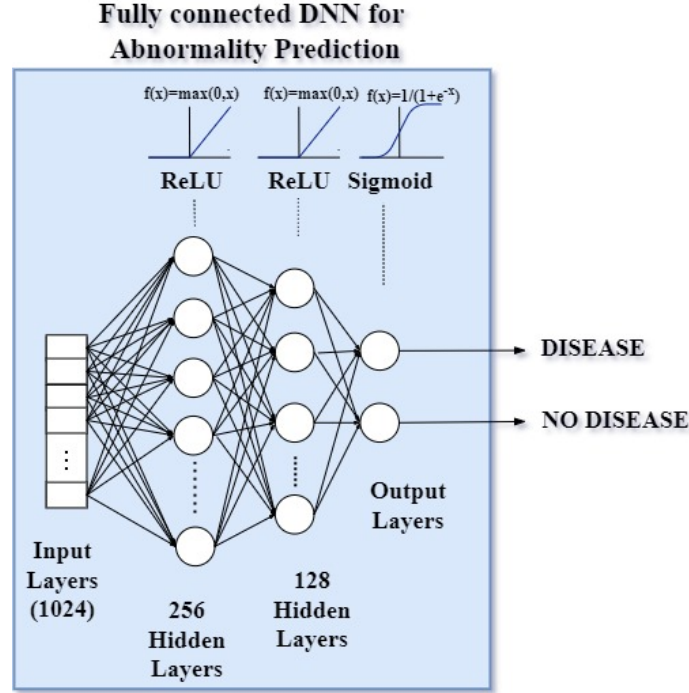 Fully connected DNN for
Abnormality Prediction
f(x)=max(0,x) f(x)=max(0,x) f(x)=1/(1+e⁻ˣ)
ReLU ReLU Sigmoid
DISEASE
NO DISEASE
Output
Layers
Input
Layers
(1024)
256
Hidden
Layers
128
Hidden
Layers